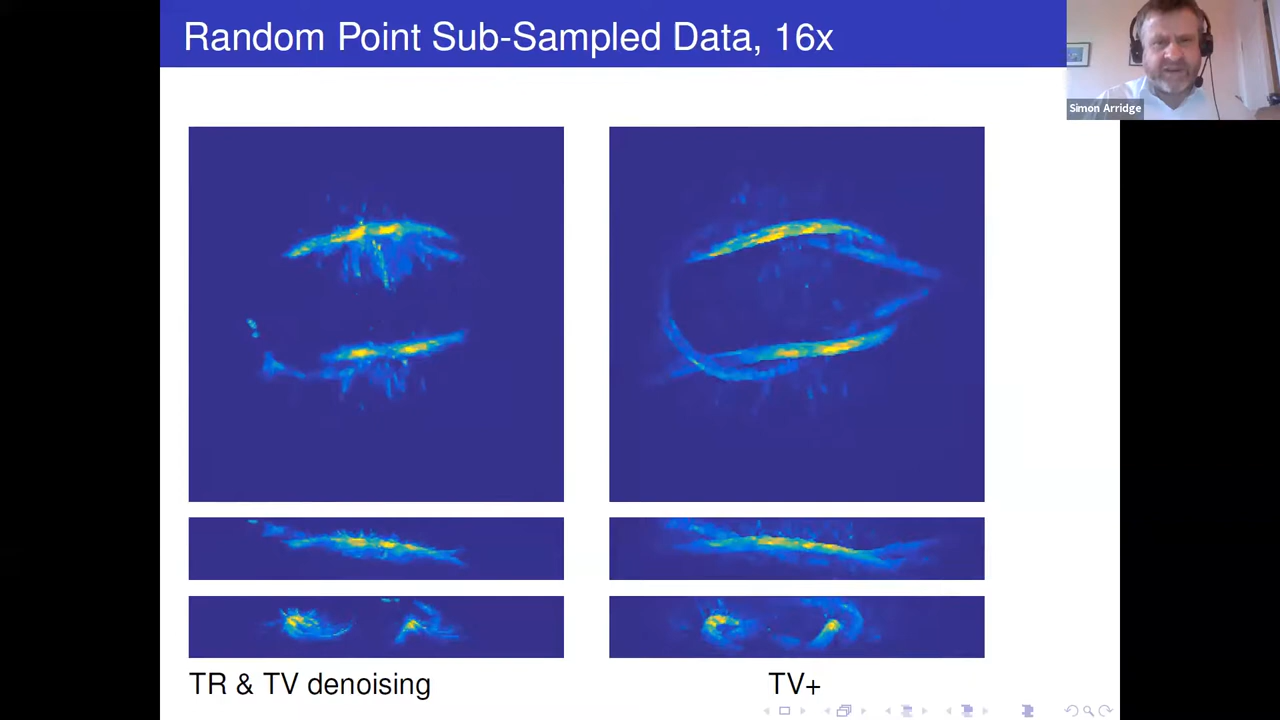 Random Point Sub-Sampled Data, 16x
Simon Arridge
TR & TV denoising
TV+